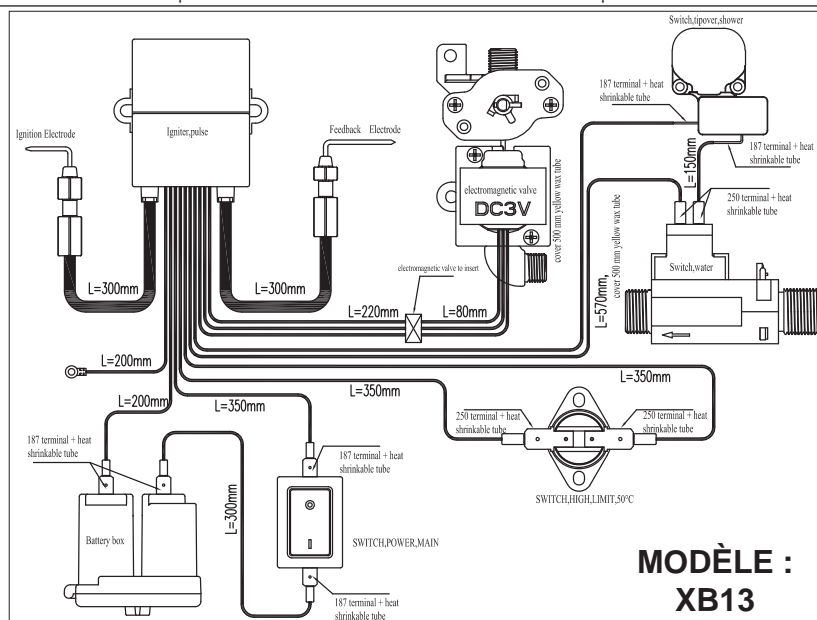 Switch,tipover,shower
187 terminal + heat
shrinkable tube
Ignition Electrode
Igniter,pulse
Feedback Electrode
187 terminal + heat
shrinkable tube
L=150mm
electromagnetic valve
DC3V
cover 500 mm yellow wax tube
250 terminal + heat
shrinkable tube
Switch,water
L=570mm,
cover 500 mm yellow wax tube
electromagnetic valve to insert
L=300mm
L=300mm
L=220mm
L=80mm
L=200mm
L=350mm
L=350mm
L=200mm
L=350mm
250 terminal + heat
shrinkable tube
250 terminal + heat
shrinkable tube
187 terminal + heat
shrinkable tube
187 terminal + heat
shrinkable tube
L=300mm
SWITCH,HIGH,LIMIT,50°C
Battery box
SWITCH,POWER,MAIN
187 terminal + heat
shrinkable tube
MODÈLE :
XB13